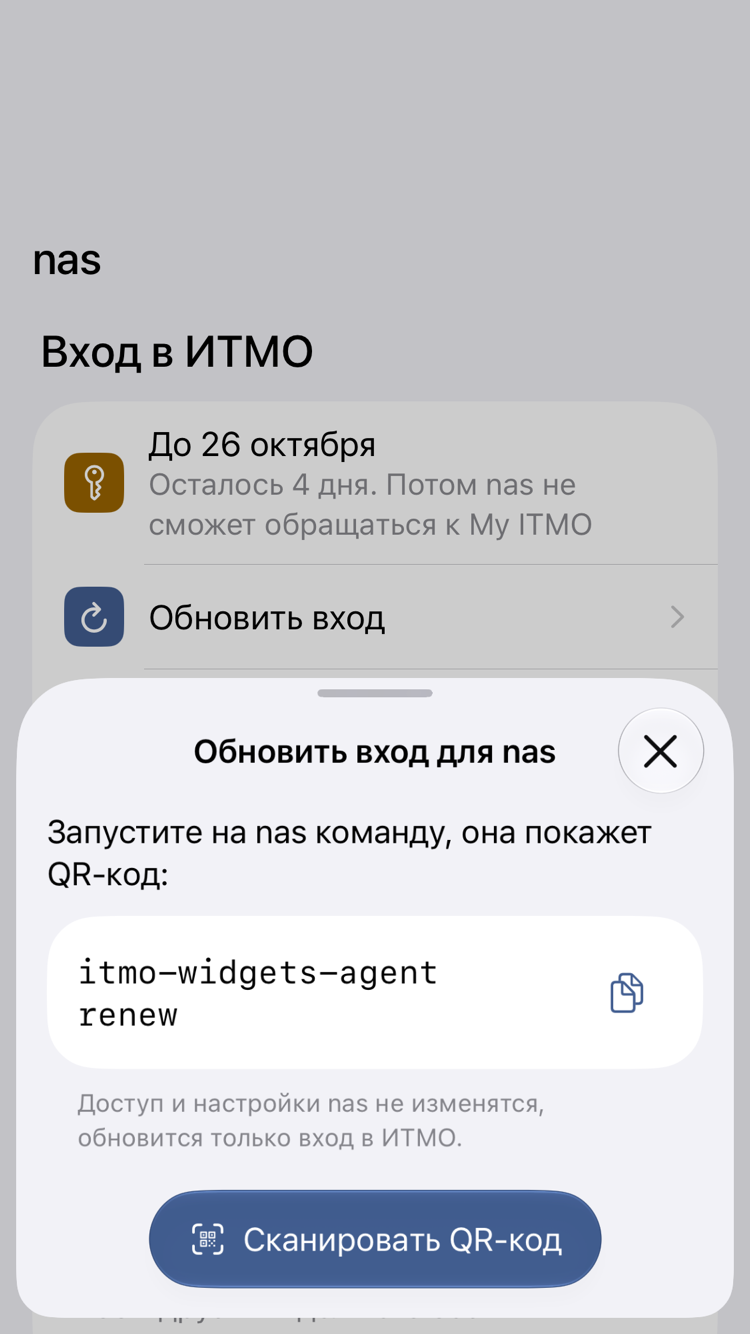 nas
Вход в ИТМО
До 26 октября
Осталось 4 дня. Потом nas не
сможет обращаться к My ITMO
Обновить вход
Обновить вход для nas
Запустите на nas команду, она покажет
QR-код:
itmo-widgets-agent
renew
Доступ и настройки nas не изменятся,
обновится только вход в ИТМО.
Сканировать QR-код